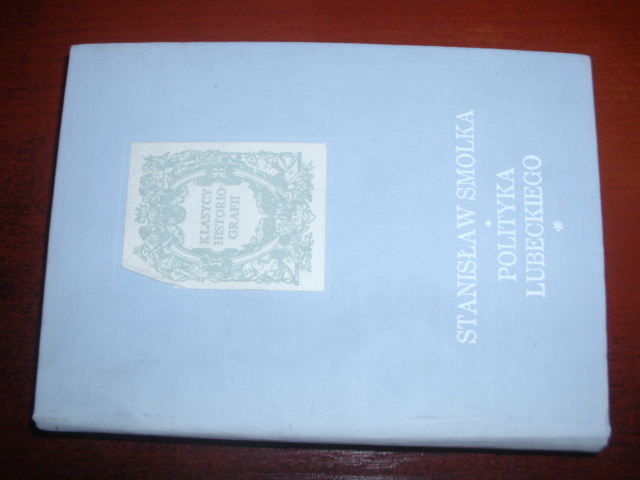 STANISŁAW SMOLKA
*
POLITYKA
LUBECKIEGO
*
KLASYCY
HISTORIO-
GRAFII